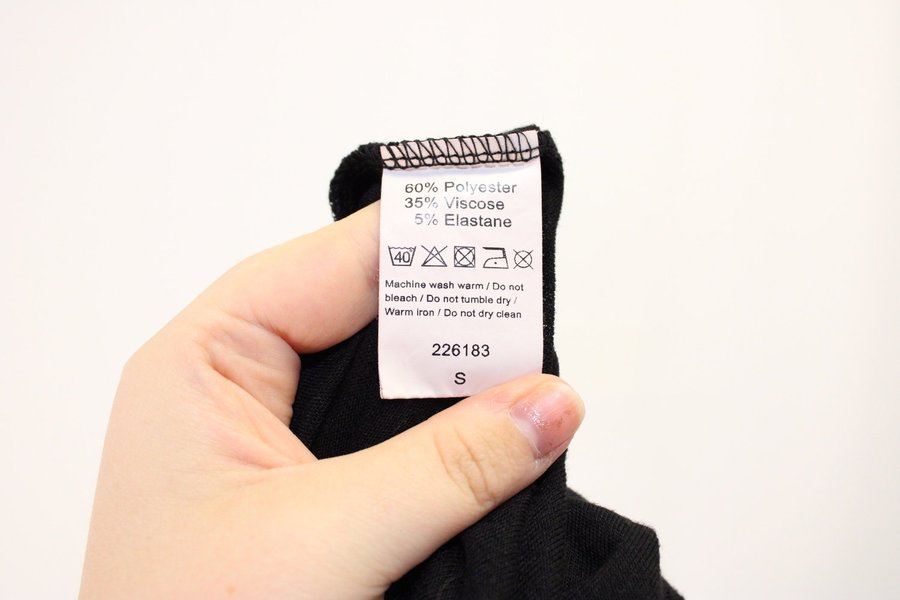 60% Polyester
35% Viscose
5% Elastane
40
Machine wash warm / Do not
bleach / Do not tumble dry /
Warm iron / Do not dry clean
226183
S